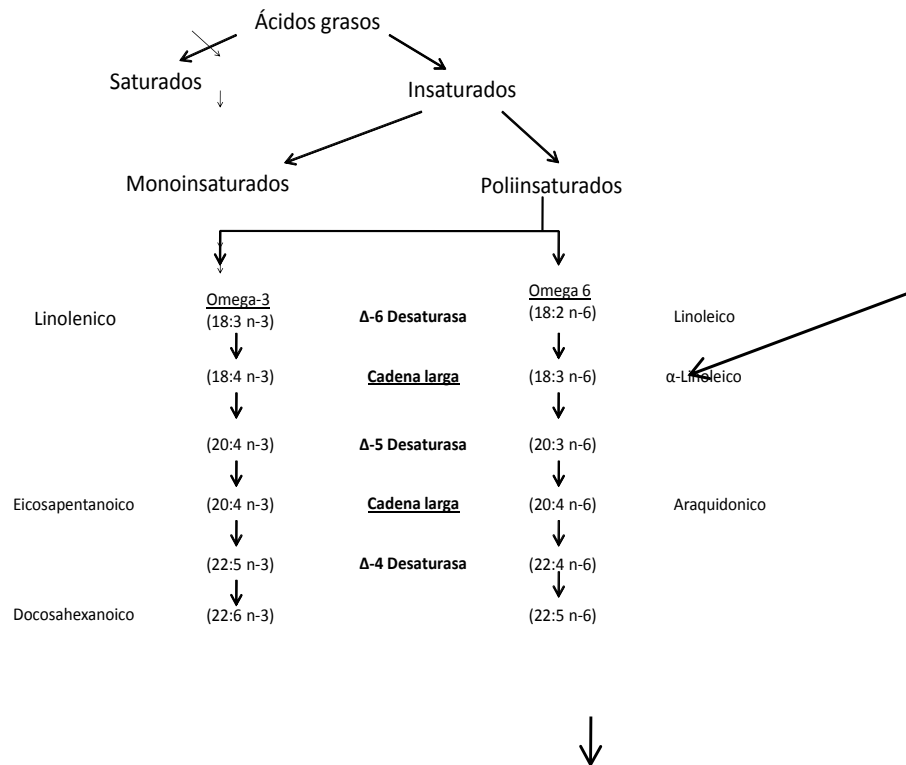 Ácidos grasos
Saturados
Insaturados
Monoinsaturados
Poliinsaturados
Omega-3
Omega 6
Linolenico
(18:3 n-3)
Δ-6 Desaturasa
(18:2 n-6)
Linoleico
(18:4 n-3)
Cadena larga
(18:3 n-6)
α-Linoleico
(20:4 n-3)
Δ-5 Desaturasa
(20:3 n-6)
Eicosapentanoico
(20:4 n-3)
Cadena larga
(20:4 n-6)
Araquidonico
(22:5 n-3)
Δ-4 Desaturasa
(22:4 n-6)
Docosahexanoico
(22:6 n-3)
(22:5 n-6)